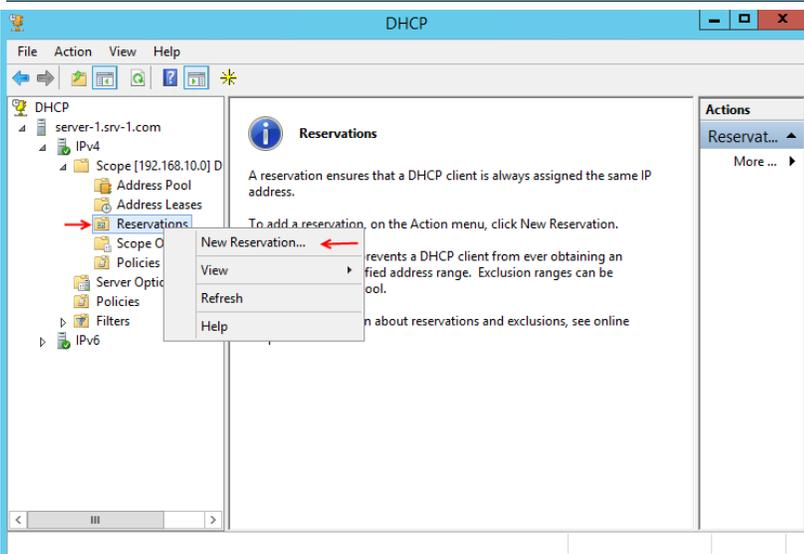 DHCP
File Action View Help
DHCP
server-1.srv-1.com
IPv4
Scope [192.168.10.0] D
Address Pool
Address Leases
Reservations
Scope O
Policies
Server Optio
Policies
Filters
IPv6
New Reservation...
View
Refresh
Help
Reservations
A reservation ensures that a DHCP client is always assigned the same IP
address.
To add a reservation, on the Action menu, click New Reservation.
prevents a DHCP client from ever obtaining an
fied address range. Exclusion ranges can be
ool.
n about reservations and exclusions, see online
Actions
Reservat...
More ...